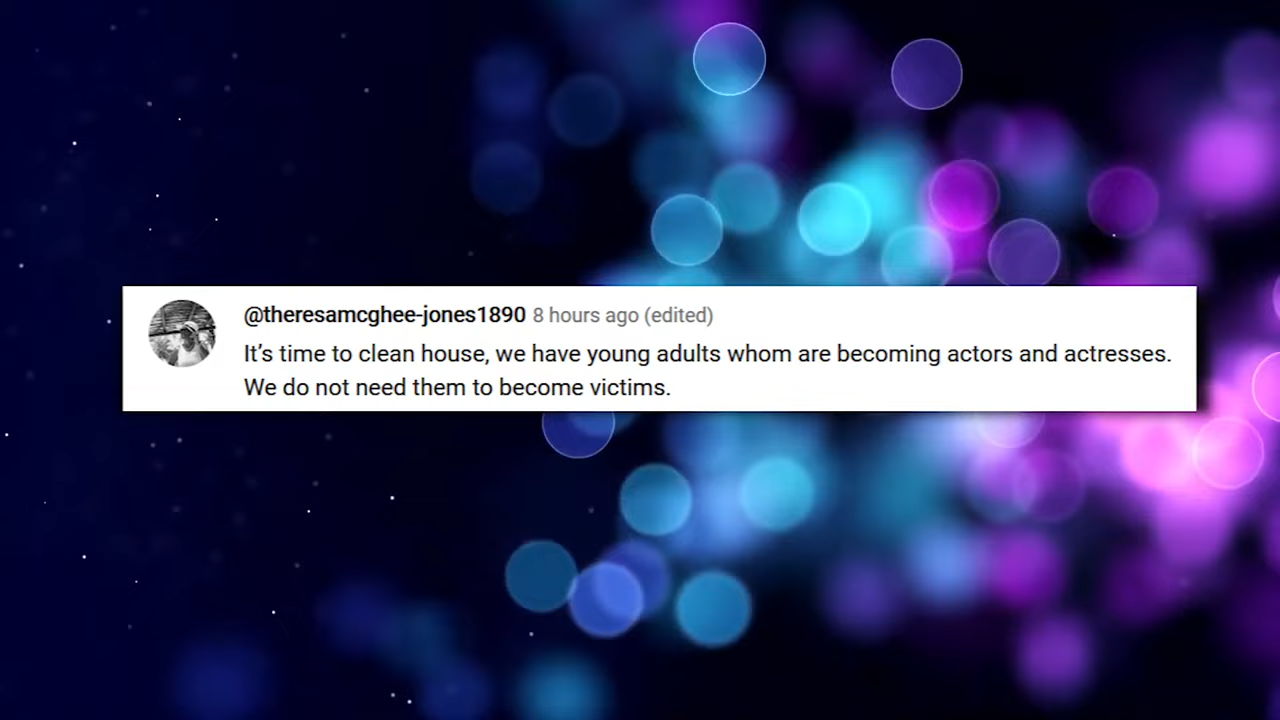 @theresamcghee-jones1890 8 hours ago (edited)
It’s time to clean house, we have young adults whom are becoming actors and actresses.
We do not need them to become victims.